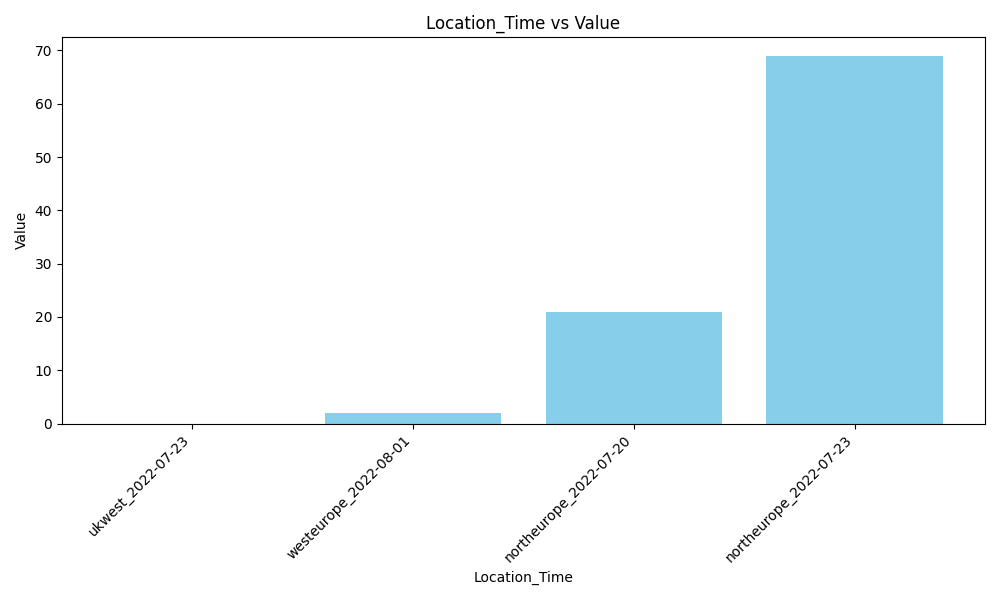 Location_Time vs Value
Value
70
60
50
40
30
20
10
0
ukwest_2022-07-23
westeurope_2022-08-01
northeurope_2022-07-20
northeurope_2022-07-23
Location_Time